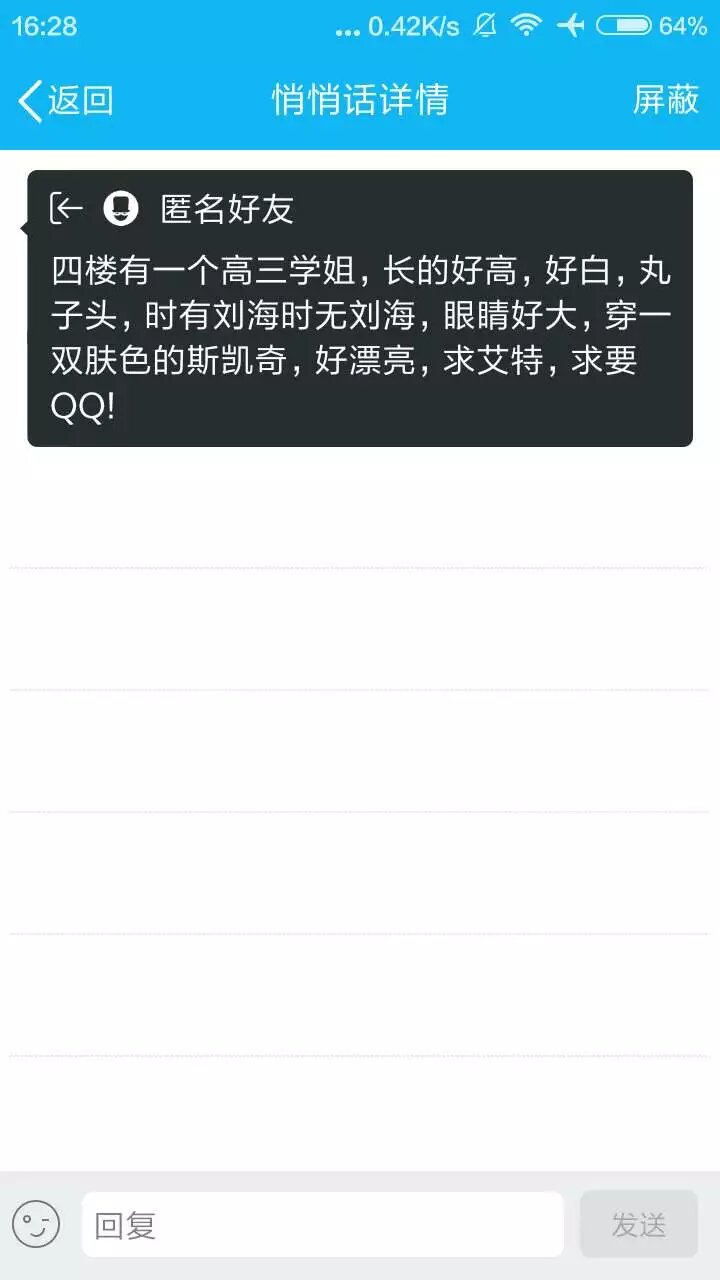 16:28 ... 0.42K/s 64%
返回 悄悄话详情 屏蔽
匿名好友
四楼有一个高三学姐，长的好高，好白，丸
子头，时有刘海时无刘海，眼睛好大，穿一
双肤色的斯凯奇，好漂亮，求艾特，求要
QQ!
回复 发送